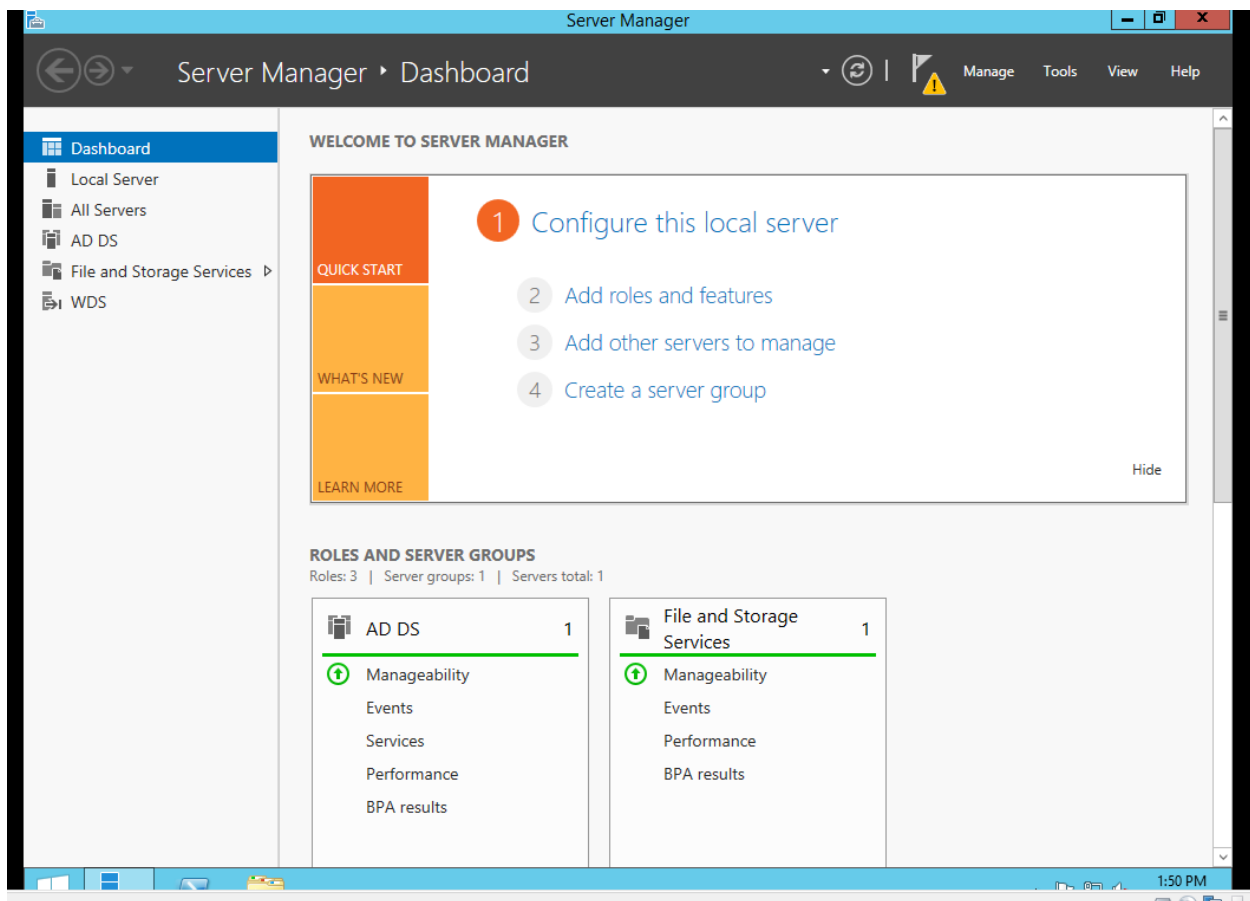 Server Manager
Server Manager • Dashboard
Manage Tools View Help
Dashboard
Local Server
All Servers
AD DS
File and Storage Services
WDS
WELCOME TO SERVER MANAGER
QUICK START
WHAT'S NEW
LEARN MORE
1 Configure this local server
2 Add roles and features
3 Add other servers to manage
4 Create a server group
Hide
ROLES AND SERVER GROUPS
Roles: 3 | Server groups: 1 | Servers total: 1
AD DS 1
Manageability
Events
Services
Performance
BPA results
File and Storage
Services 1
Manageability
Events
Performance
BPA results
1:50 PM